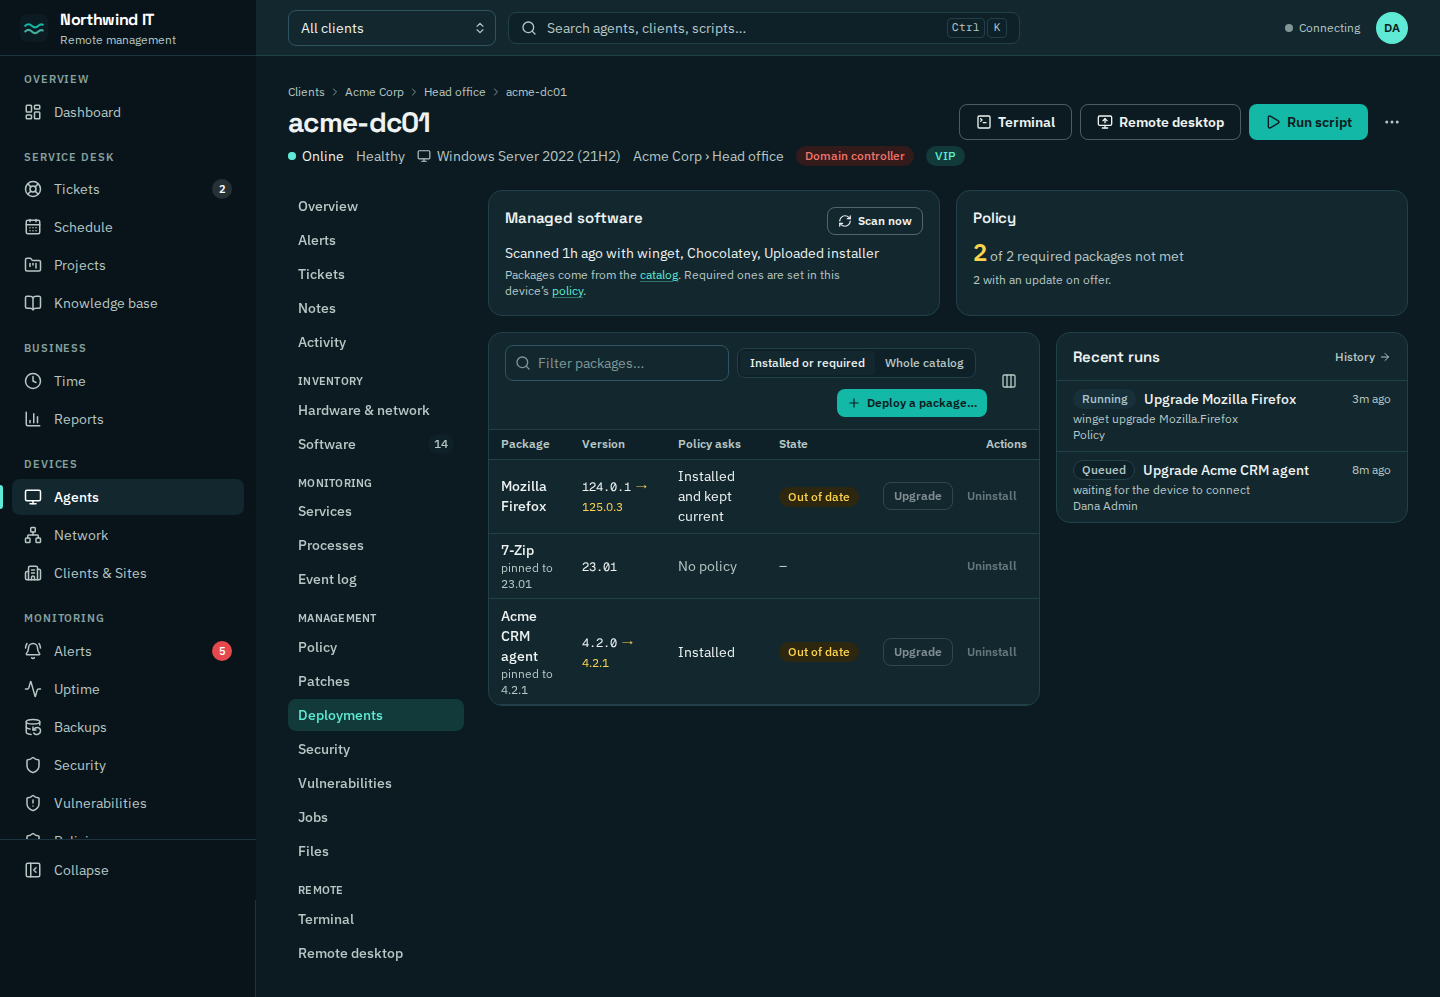 Northwind IT
Remote management
All clients
Search agents, clients, scripts...
Ctrl K
Connecting
DA
OVERVIEW
Dashboard
SERVICE DESK
Tickets 2
Schedule
Projects
Knowledge base
BUSINESS
Time
Reports
DEVICES
Agents
Network
Clients & Sites
MONITORING
Alerts 5
Uptime
Backups
Security
Vulnerabilities
Collapse
Clients > Acme Corp > Head office > acme-dc01
acme-dc01
Terminal
Remote desktop
Run script
Online Healthy Windows Server 2022 (21H2) Acme Corp › Head office Domain controller VIP
Overview
Alerts
Tickets
Notes
Activity
INVENTORY
Hardware & network
Software 14
MONITORING
Services
Processes
Event log
MANAGEMENT
Policy
Patches
Deployments
Security
Vulnerabilities
Jobs
Files
REMOTE
Terminal
Remote desktop
Managed software
Scan now
Scanned 1h ago with winget, Chocolatey, Uploaded installer
Packages come from the catalog. Required ones are set in this
device's policy.
Policy
2 of 2 required packages not met
2 with an update on offer.
Filter packages...
Installed or required
Whole catalog
Deploy a package...
Package Version Policy asks State Actions
Mozilla
Firefox
124.0.1 →
125.0.3
Installed
and kept
current
Out of date
Upgrade
Uninstall
7-Zip
pinned to
23.01
23.01
No policy
–
Uninstall
Acme
CRM
agent
pinned to
4.2.1
4.2.0 →
4.2.1
Installed
Out of date
Upgrade
Uninstall
Recent runs
History →
Running Upgrade Mozilla Firefox 3m ago
winget upgrade Mozilla.Firefox
Policy
Queued Upgrade Acme CRM agent 8m ago
waiting for the device to connect
Dana Admin